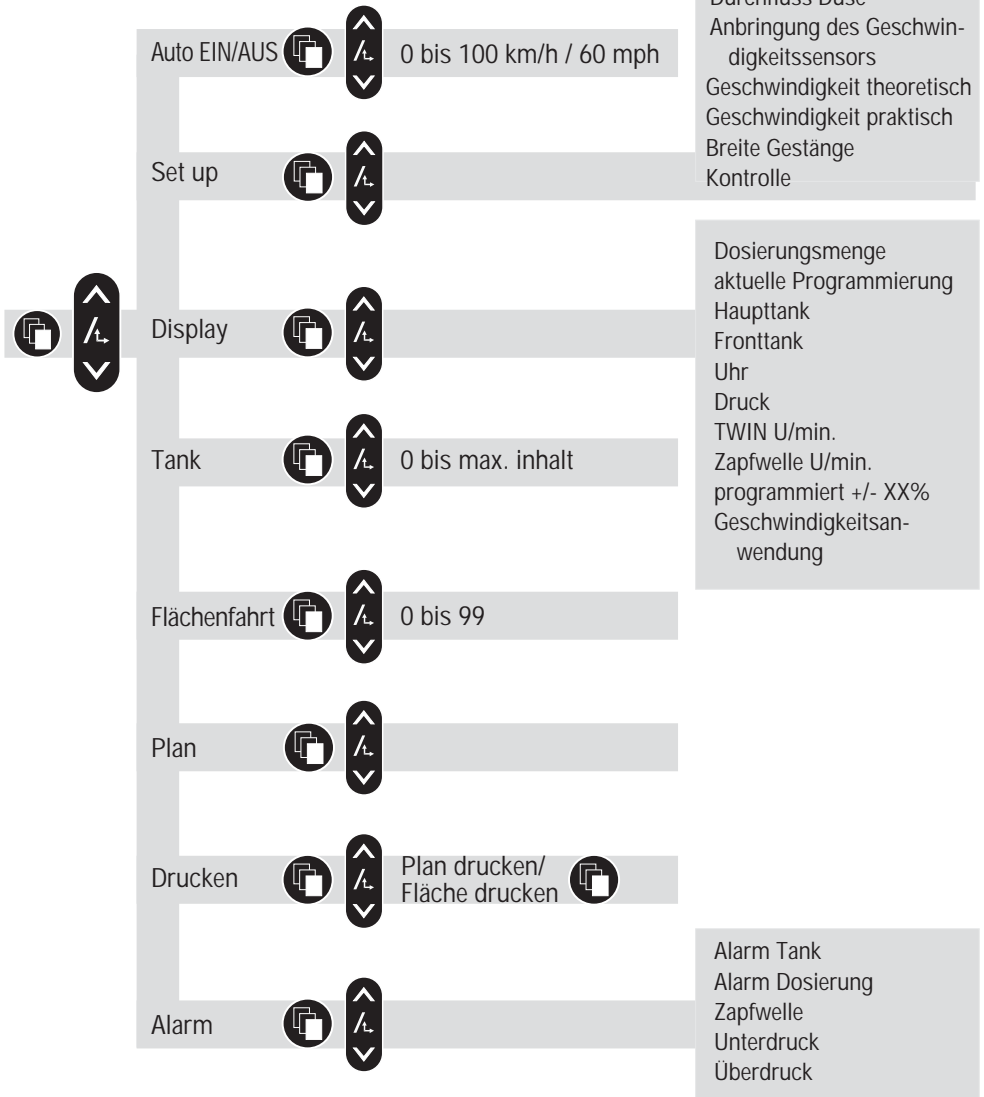 Durchfluss Düse
Anbringung des Geschwin-
digkeitssensors
Geschwindigkeit theoretisch
Geschwindigkeit praktisch
Breite Gestänge
Kontrolle
Auto EIN/AUS
0 bis 100 km/h / 60 mph
Set up
Display
Dosierungsmenge
aktuelle Programmierung
Haupttank
Fronttank
Uhr
Druck
TWIN U/min.
Zapfwelle U/min.
programmiert +/- XX%
Geschwindigkeitsan-
wendung
Tank
0 bis max. inhalt
Flächenfahrt
0 bis 99
Plan
Drucken
Plan drucken/
Fläche drucken
Alarm
Alarm Tank
Alarm Dosierung
Zapfwelle
Unterdruck
Überdruck